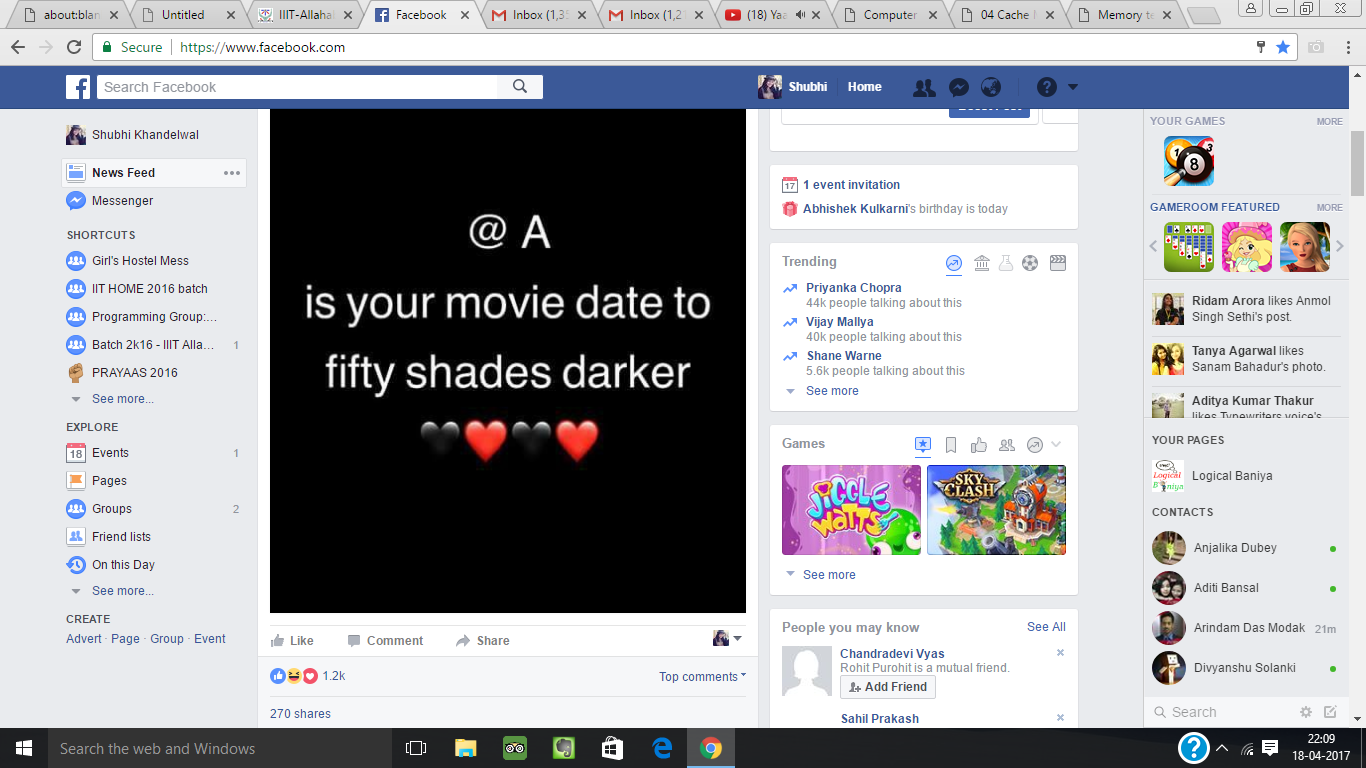 about:blan
Untitled
IIIT-Allaha
Facebook
Inbox (1,3
Inbox (1,2
(18) Yaa
Computer
04 Cache
Memory te
Secure
https://www.facebook.com
Search Facebook
Shubhi
Home
Shubhi Khandelwal
News Feed
Messenger
SHORTCUTS
Girl's Hostel Mess
IIT HOME 2016 batch
Programming Group:...
Batch 2k16 - IIIT Alla... 1
PRAYAAS 2016
See more...
EXPLORE
18 Events 1
Pages
Groups 2
Friend lists
On this Day
See more...
CREATE
Advert · Page · Group · Event
@ A
is your movie date to
fifty shades darker
Like Comment Share
1.2k
Top comments
270 shares
17 1 event invitation
Abhishek Kulkarni's birthday is today
Trending
Priyanka Chopra
44k people talking about this
Vijay Mallya
40k people talking about this
Shane Warne
5.6k people talking about this
See more
Games
JIGGLE
WATTS
SKY
CLASH
See more
People you may know See All
Chandradevi Vyas
Rohit Purohit is a mutual friend.
Add Friend
Sahil Prakash
YOUR GAMES MORE
1 3
8
GAMEROOM FEATURED MORE
Ridam Arora likes Anmol
Singh Sethi's post.
Tanya Agarwal likes
Sanam Bahadur's photo.
Aditya Kumar Thakur
likes Typewriters voice's
YOUR PAGES
Logical
Baniya
Logical Baniya
CONTACTS
Anjalika Dubey
Aditi Bansal
Arindam Das Modak 21m
Divyanshu Solanki
Search
Search the web and Windows
22:09
18-04-2017